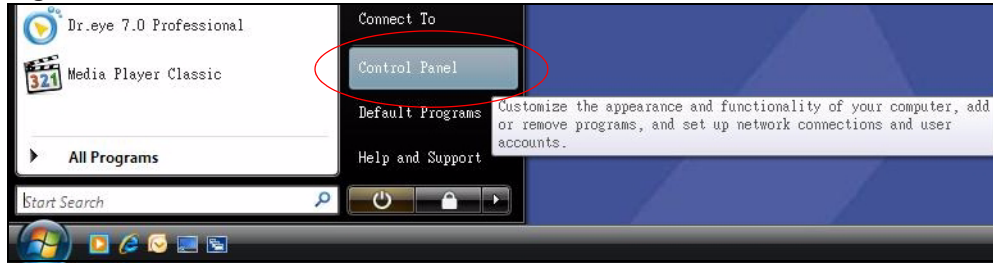 Dr.eye 7.0 Professional
Media Player Classic
321
All Programs
Start Search
Connect To
Control Panel
Default Programs
Help and Support
Customize the appearance and functionality of your computer, add
or remove programs, and set up network connections and user
accounts.